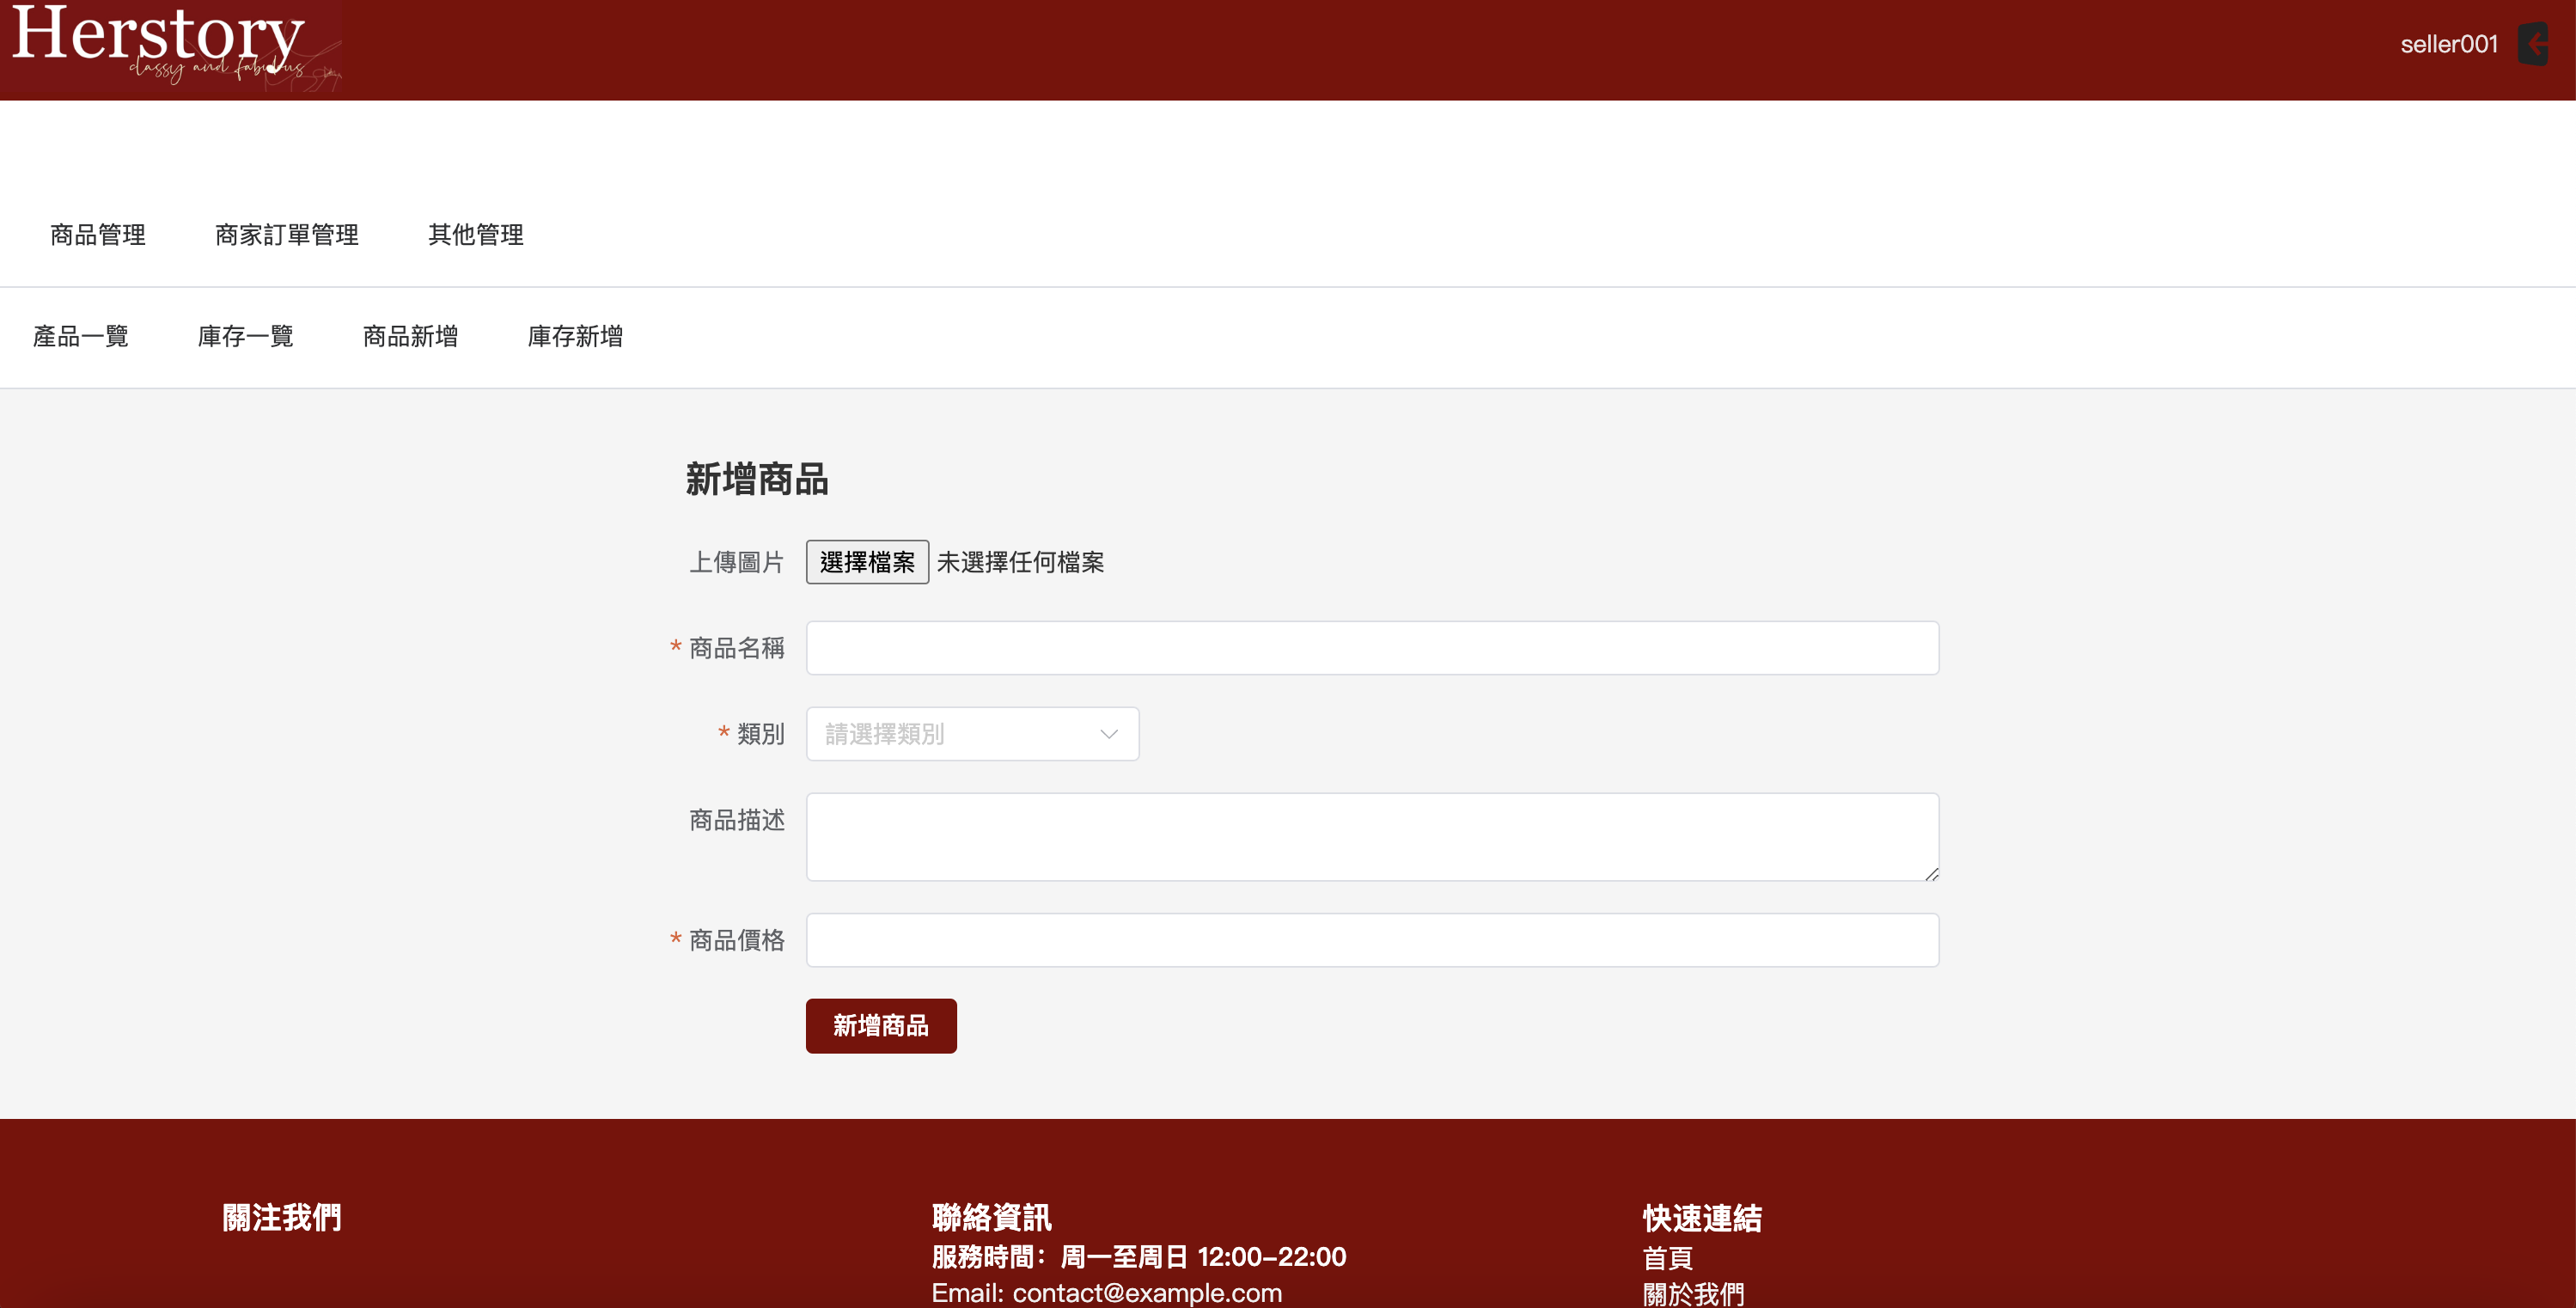 Herstory
classy and fabulous
seller001
商品管理 商家訂單管理 其他管理
產品一覽 庫存一覽 商品新增 庫存新增
新增商品
上傳圖片 選擇檔案 未選擇任何檔案
* 商品名稱
* 類別 請選擇類別
商品描述
* 商品價格
新增商品
關注我們
聯絡資訊
服務時間：周一至周日 12:00–22:00
Email: contact@example.com
快速連結
首頁
關於我們